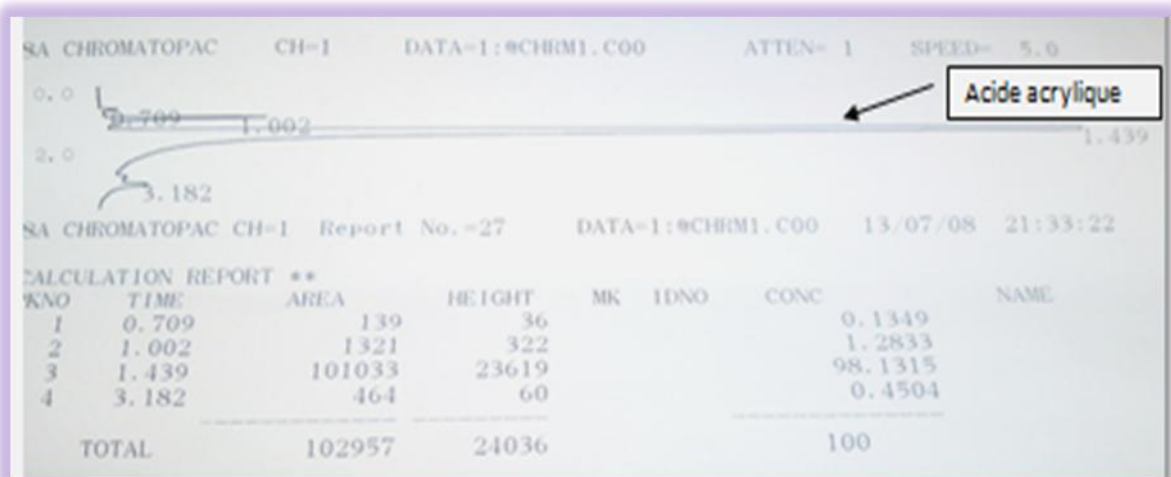 SA CHROMATOPAC CH=1 DATA=1:@CHRM1.C00 ATTEN= 1 SPEED= 5.0
Acide acrylique
0.0
0.709
1.002
1.439
2.0
3.182
SA CHROMATOPAC CH=1 Report No.=27 DATA=1:@CHRM1.C00 13/07/08 21:33:22
CALCULATION REPORT **
PKNO TIME AREA HEIGHT MK IDNO CONC NAME
1 0.709 139 36 0.1349
2 1.002 1321 322 1.2833
3 1.439 101033 23619 98.1315
4 3.182 464 60 0.4504
TOTAL 102957 24036 100